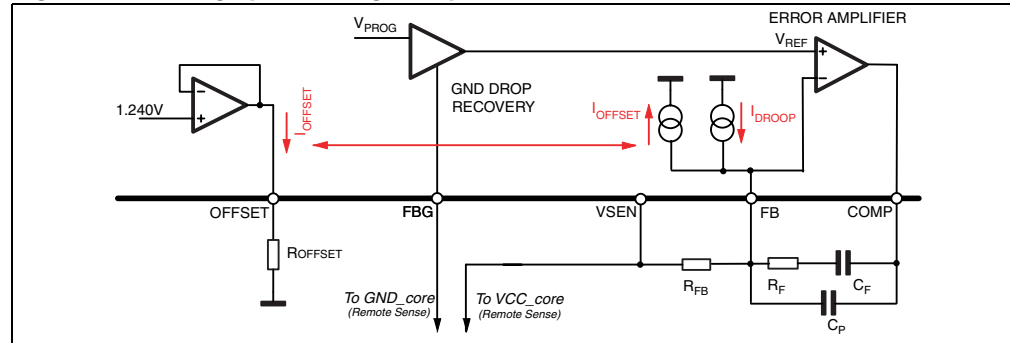 ERROR AMPLIFIER
VPROG
VREF
GND DROP
RECOVERY
1.240V
IOFFSET
IOFFSET
IDROOP
OFFSET
FBG
VSEN
FB
COMP
ROFFSET
RFB
RF
CF
CP
To GND_core
(Remote Sense)
To VCC_core
(Remote Sense)